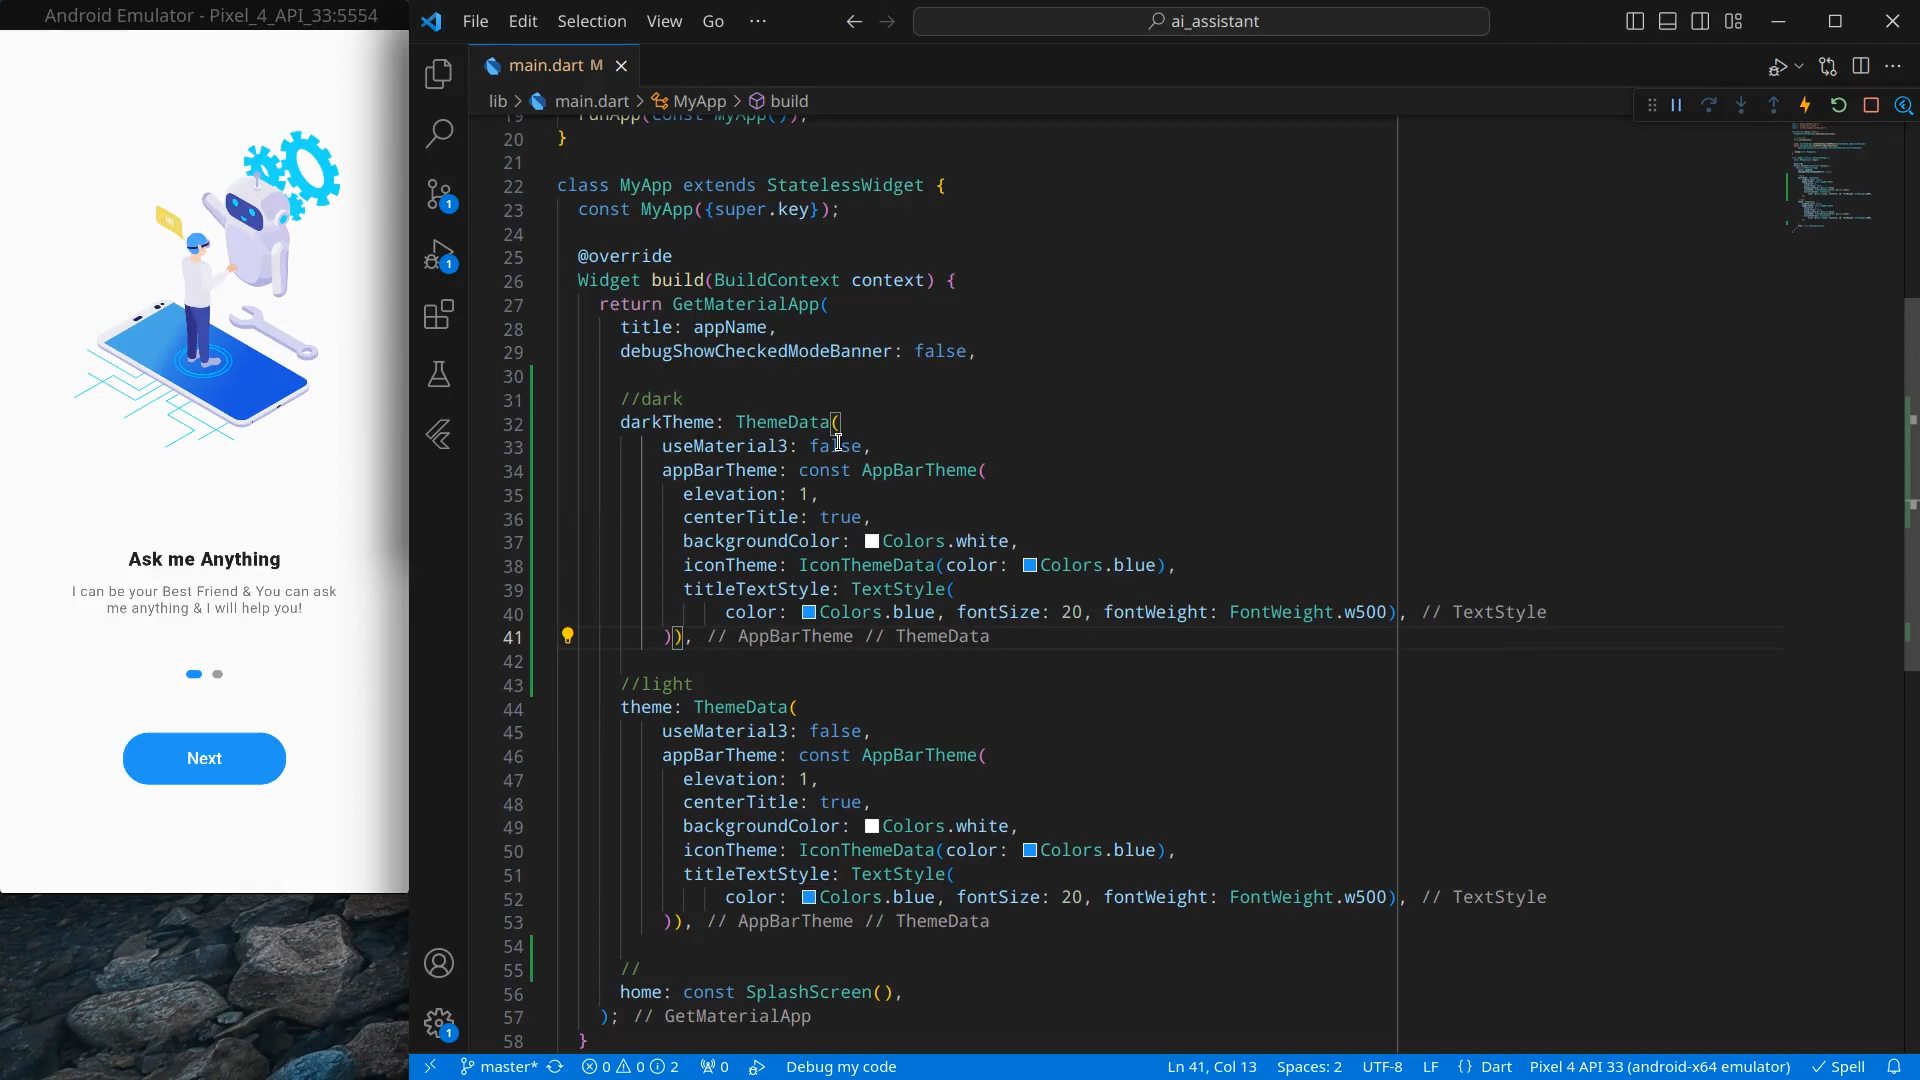 Android Emulator - Pixel_4_API_33:5554
Ask me Anything
I can be your Best Friend & You can ask
me anything & I will help you!
Next
File Edit Selection View Go ···
ai_assistant
main.dart M
lib > main.dart > MyApp > build
19 runApp(const MyApp());
20 }
21
22 class MyApp extends StatelessWidget {
23 const MyApp({super.key});
24
25 @override
26 Widget build(BuildContext context) {
27 return GetMaterialApp(
28 title: appName,
29 debugShowCheckedModeBanner: false,
30
31 //dark
32 darkTheme: ThemeData(
33 useMaterial3: false,
34 appBarTheme: const AppBarTheme(
35 elevation: 1,
36 centerTitle: true,
37 backgroundColor: Colors.white,
38 iconTheme: IconThemeData(color: Colors.blue),
39 titleTextStyle: TextStyle(
40 color: Colors.blue, fontSize: 20, fontWeight: FontWeight.w500), // TextStyle
41 )), // AppBarTheme // ThemeData
42
43 //light
44 theme: ThemeData(
45 useMaterial3: false,
46 appBarTheme: const AppBarTheme(
47 elevation: 1,
48 centerTitle: true,
49 backgroundColor: Colors.white,
50 iconTheme: IconThemeData(color: Colors.blue),
51 titleTextStyle: TextStyle(
52 color: Colors.blue, fontSize: 20, fontWeight: FontWeight.w500), // TextStyle
53 )), // AppBarTheme // ThemeData
54
55 //
56 home: const SplashScreen(),
57 ); // GetMaterialApp
58 }
1
1
1
master* 0 0 2 0 Debug my code Ln 41, Col 13 Spaces: 2 UTF-8 LF {} Dart Pixel 4 API 33 (android-x64 emulator) Spell